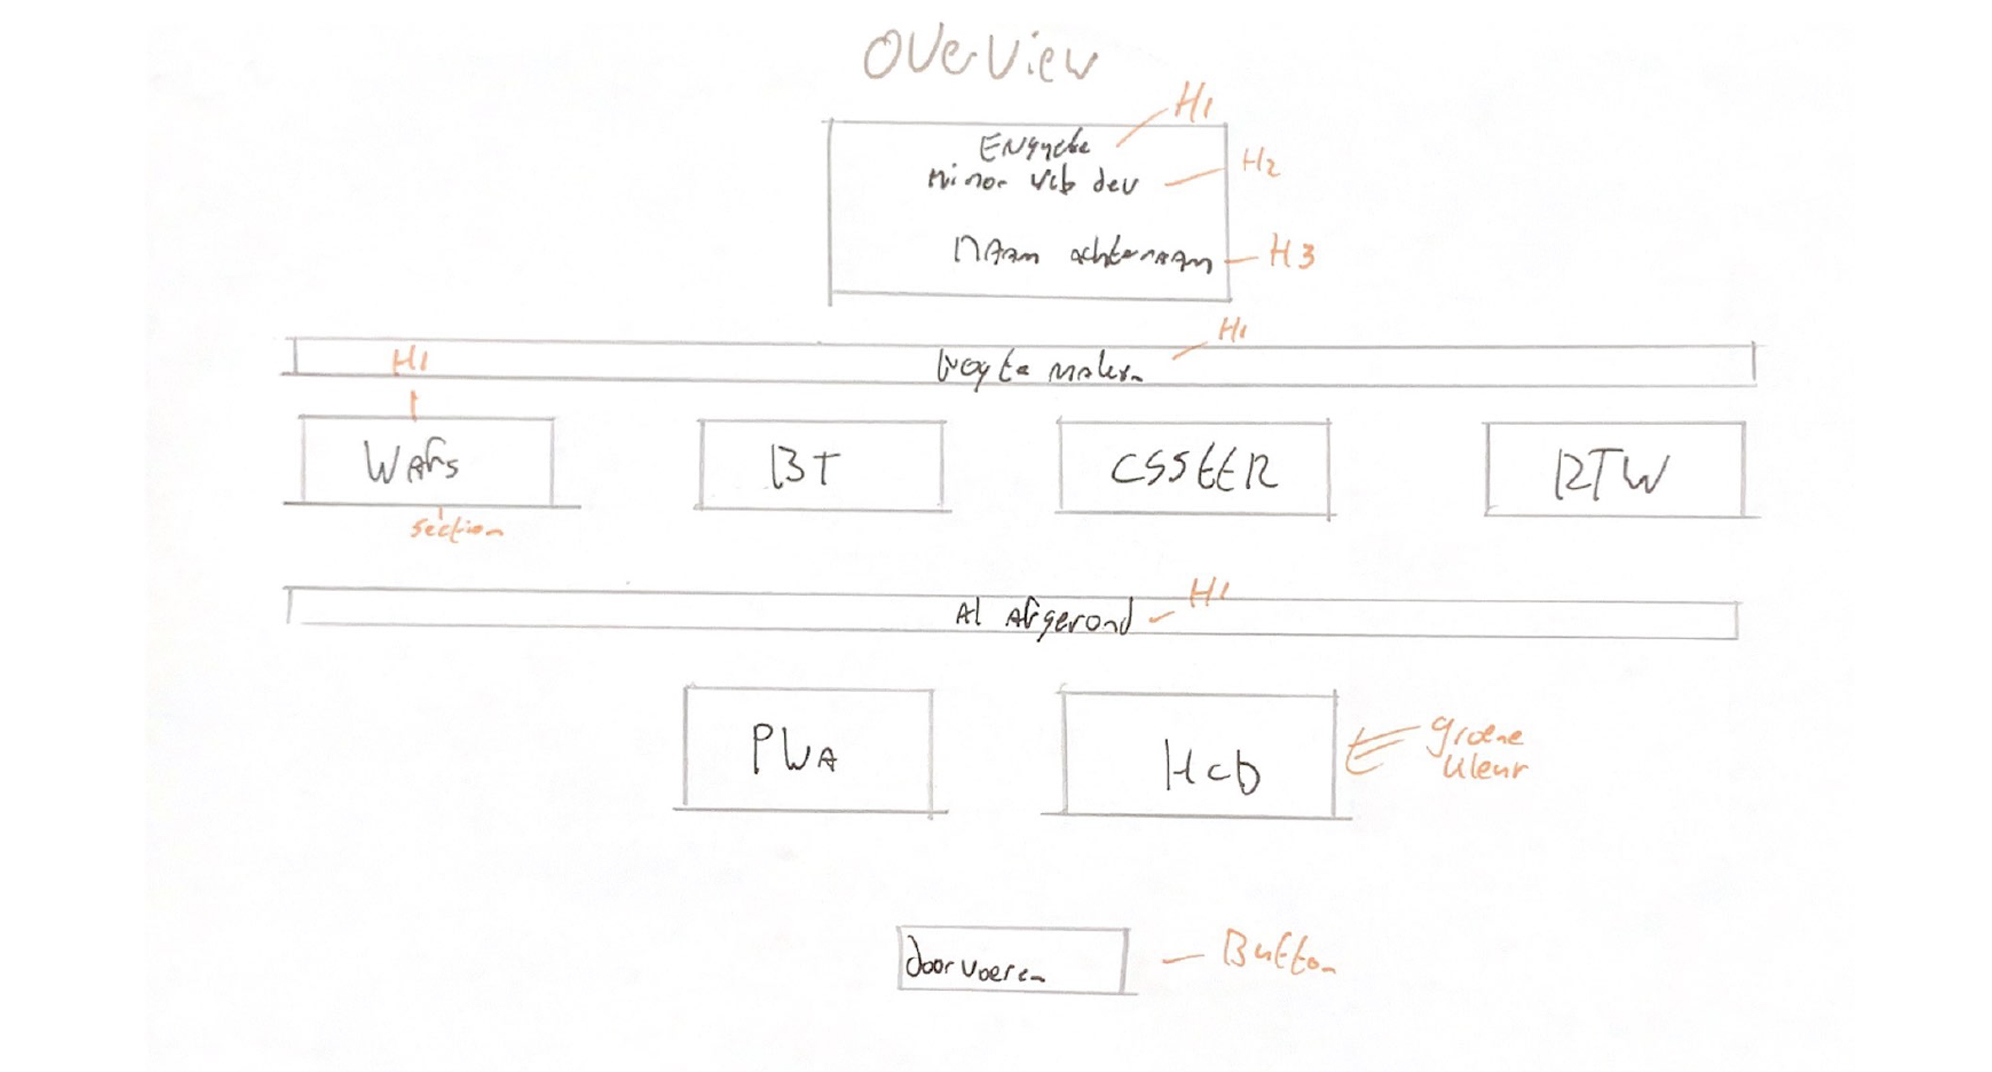 Overview
H1
Enquete
Minor Web dev
H2
NAam achternaam
H3
H1
Nog te maken
H1
WAfs
BT
CSSTTR
RTW
section
H1
Al Afgerond
PWA
HCD
groene
kleur
doorvoeren
Button